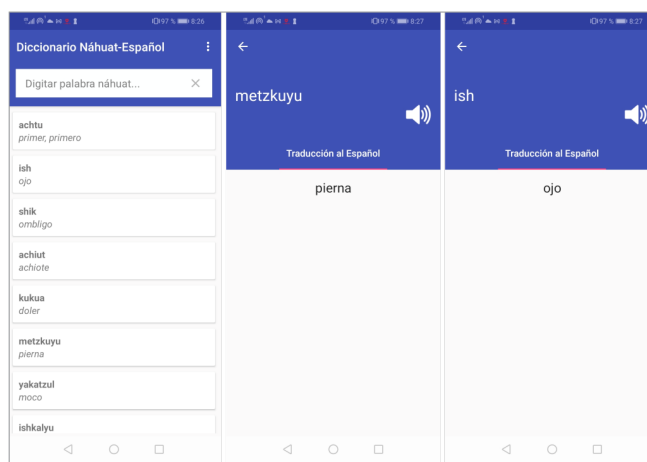 97 % 8:26
Diccionario Náhuat-Español
Digitar palabra náhuat...
achtu
primer, primero
ish
ojo
shik
ombligo
achiut
achiote
kukua
doler
metzkuyu
pierna
yakatzul
moco
ishkalyu
97 % 8:27
metzkuyu
Traducción al Español
pierna
97 % 8:27
ish
Traducción al Español
ojo